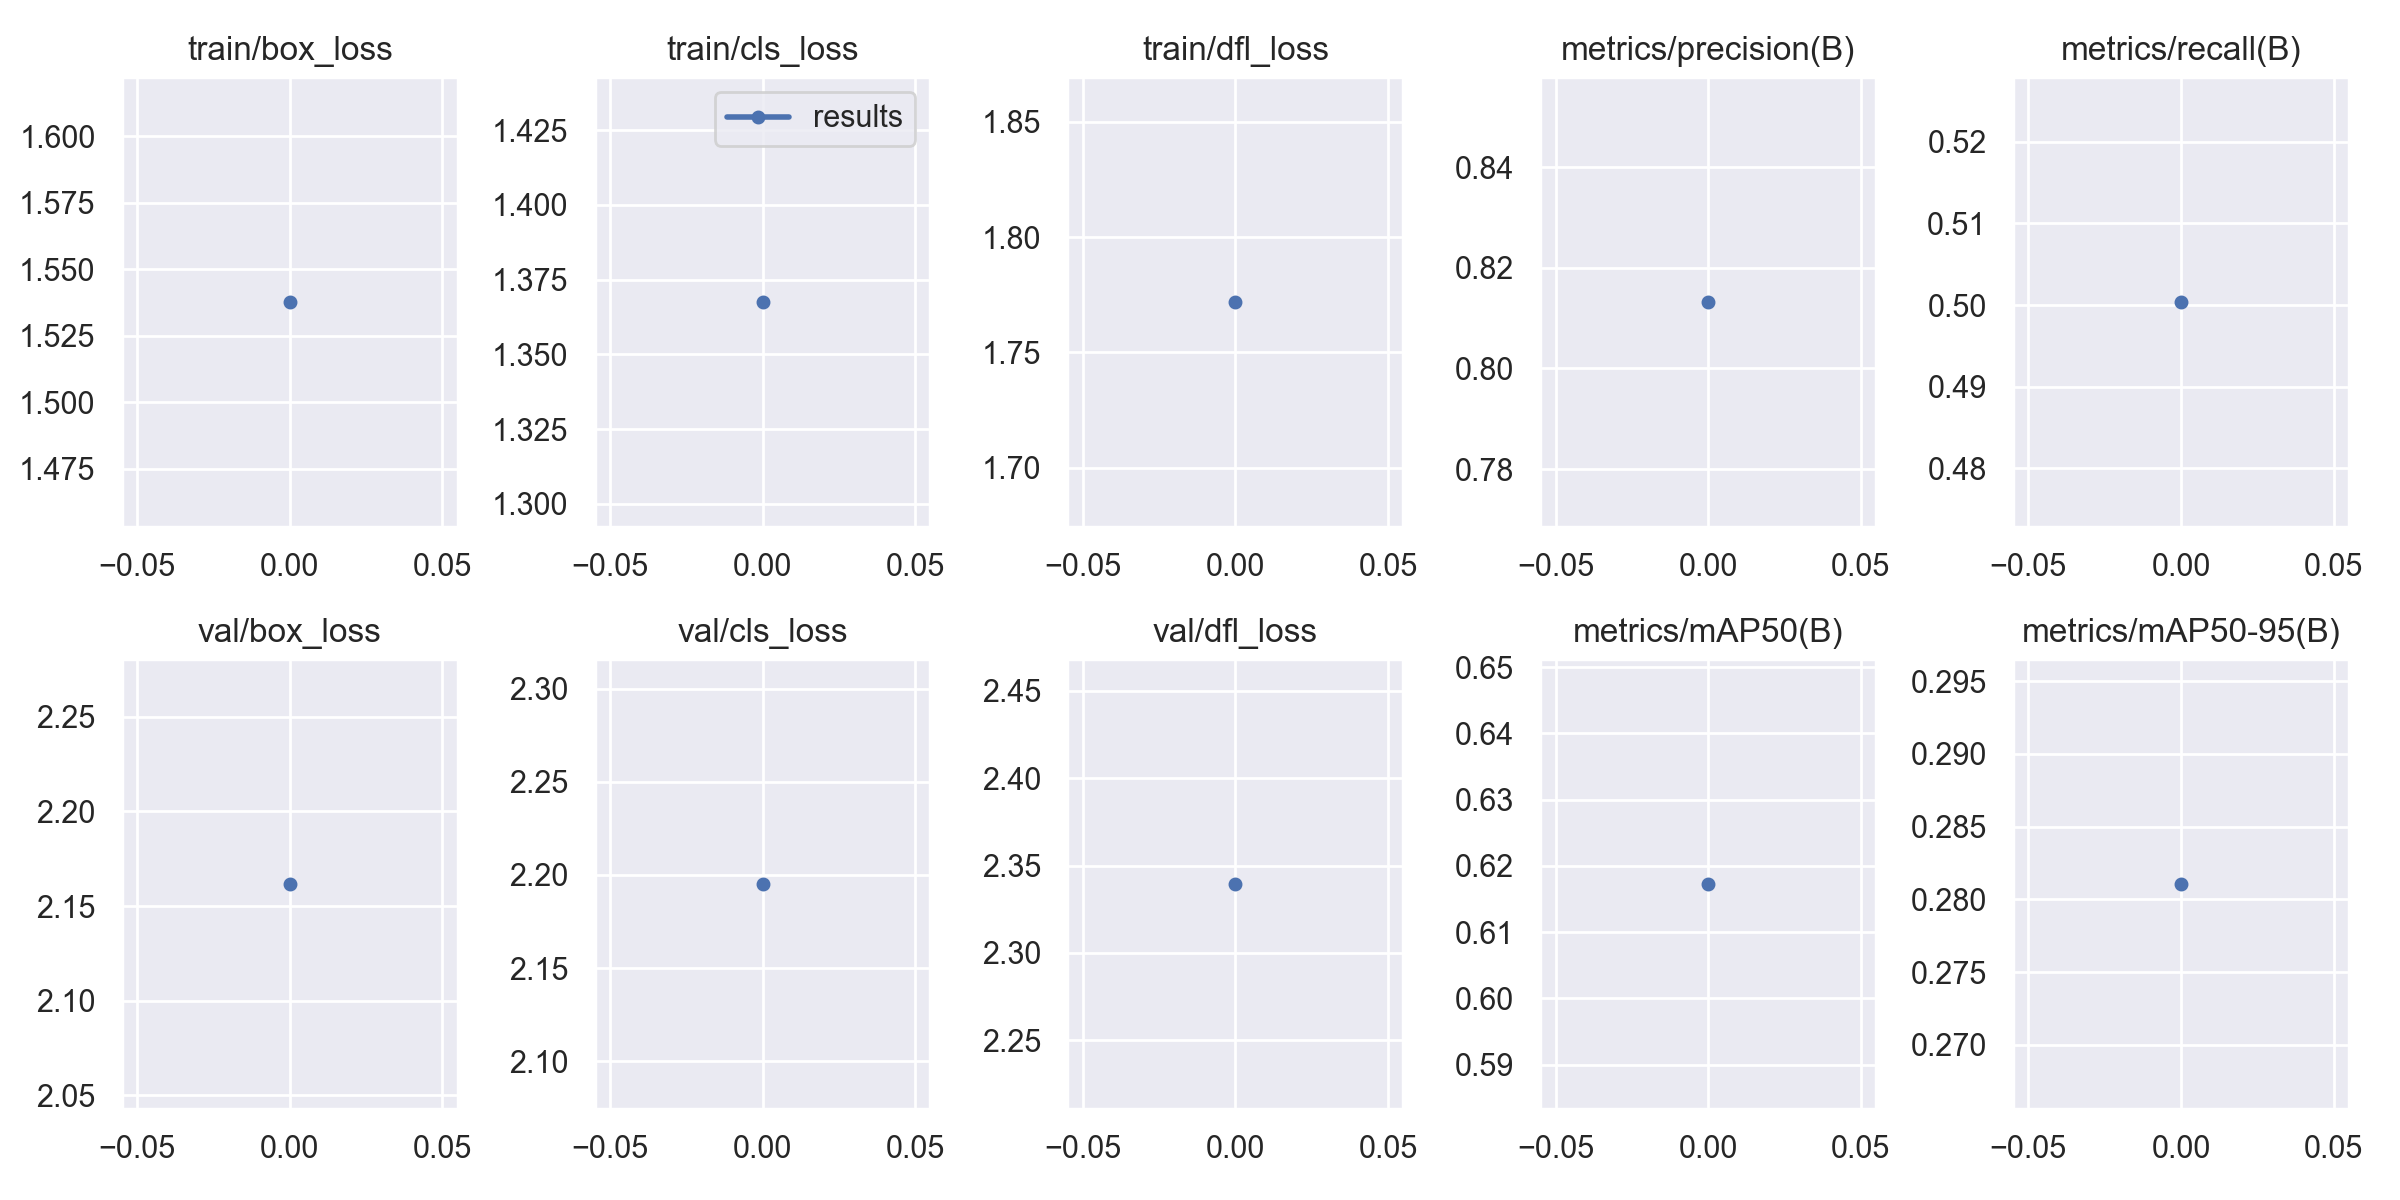 train/box_loss
1.600
1.575
1.550
1.525
1.500
1.475
−0.05 0.00 0.05
train/cls_loss
results
1.425
1.400
1.375
1.350
1.325
1.300
−0.05 0.00 0.05
train/dfl_loss
1.85
1.80
1.75
1.70
−0.05 0.00 0.05
metrics/precision(B)
0.84
0.82
0.80
0.78
−0.05 0.00 0.05
metrics/recall(B)
0.52
0.51
0.50
0.49
0.48
−0.05 0.00 0.05
val/box_loss
2.25
2.20
2.15
2.10
2.05
−0.05 0.00 0.05
val/cls_loss
2.30
2.25
2.20
2.15
2.10
−0.05 0.00 0.05
val/dfl_loss
2.45
2.40
2.35
2.30
2.25
−0.05 0.00 0.05
metrics/mAP50(B)
0.65
0.64
0.63
0.62
0.61
0.60
0.59
−0.05 0.00 0.05
metrics/mAP50-95(B)
0.295
0.290
0.285
0.280
0.275
0.270
−0.05 0.00 0.05